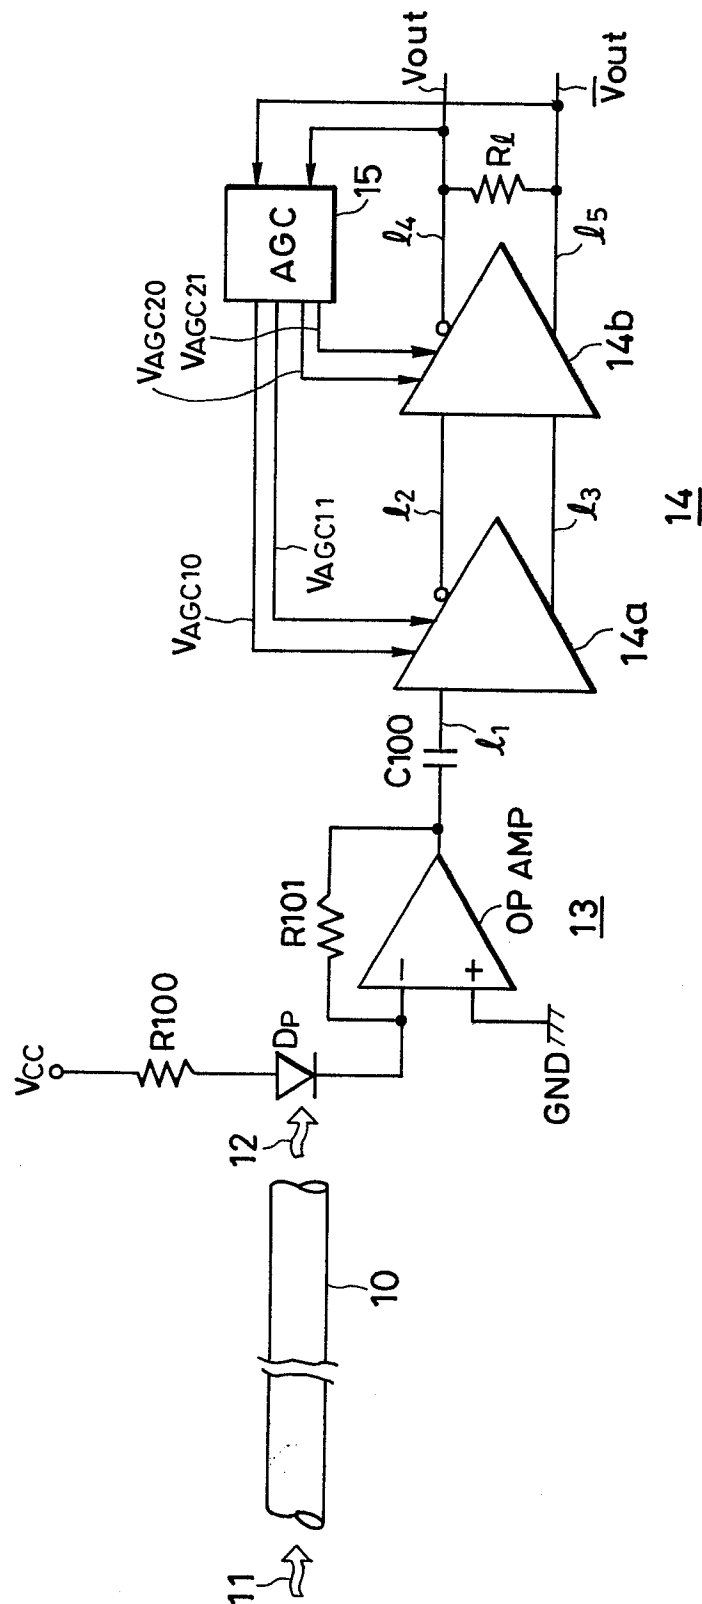 11
10
12
VCC
R100
DP
GND
R101
OP AMP
13
C100
ℓ1
VAGC10
VAGC11
14a
ℓ2
ℓ3
14
VAGC20
VAGC21
AGC
15
14b
ℓ4
ℓ5
Rℓ
Vout
V̅out